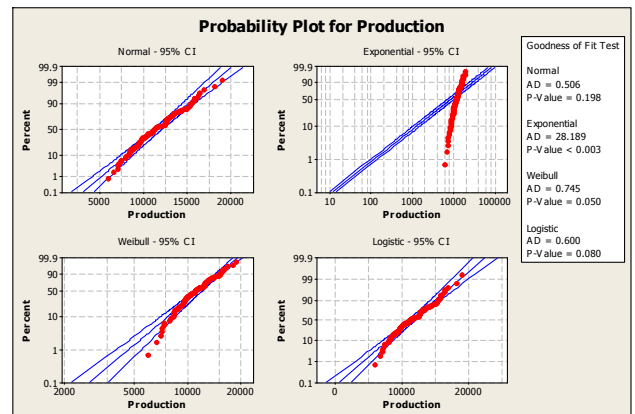 Probability Plot for Production
Normal - 95% CI
Exponential - 95% CI
99.9
99
90
50
10
1
0.1
Percent
5000 10000 15000 20000
Production
99.9
90
50
10
1
0.1
Percent
10 100 1000 10000 100000
Production
Weibull - 95% CI
Logistic - 95% CI
99.9
90
50
10
1
0.1
Percent
2000 5000 10000 20000
Production
99.9
99
90
50
10
1
0.1
Percent
0 10000 20000
Production
Goodness of Fit Test
Normal
AD = 0.506
P-Value = 0.198
Exponential
AD = 28.189
P-Value < 0.003
Weibull
AD = 0.745
P-Value = 0.050
Logistic
AD = 0.600
P-Value = 0.080